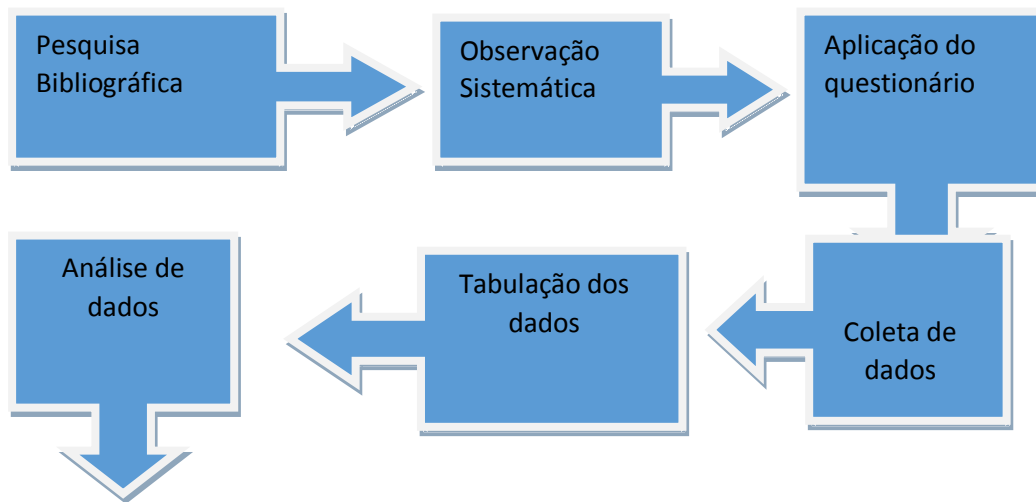 Pesquisa
Bibliográfica
Observação
Sistemática
Aplicação do
questionário
Coleta de
dados
Tabulação dos
dados
Análise de
dados